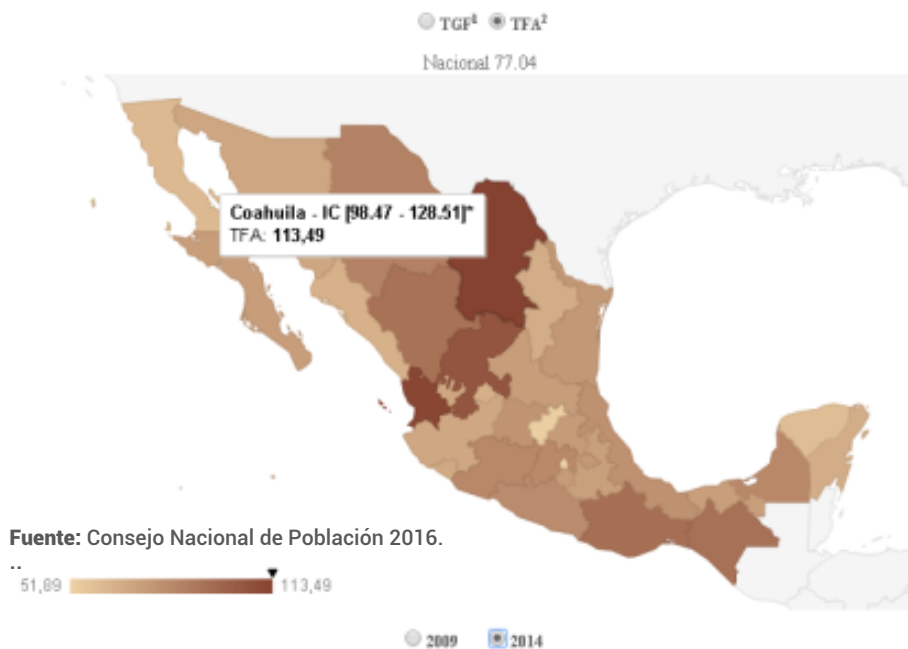 TGF¹ TFA²
Nacional 77.04
Coahuila - IC [98.47 - 128.51]*
TFA: 113,49
Fuente: Consejo Nacional de Población 2016.
..
51,89 113,49
2009 2014